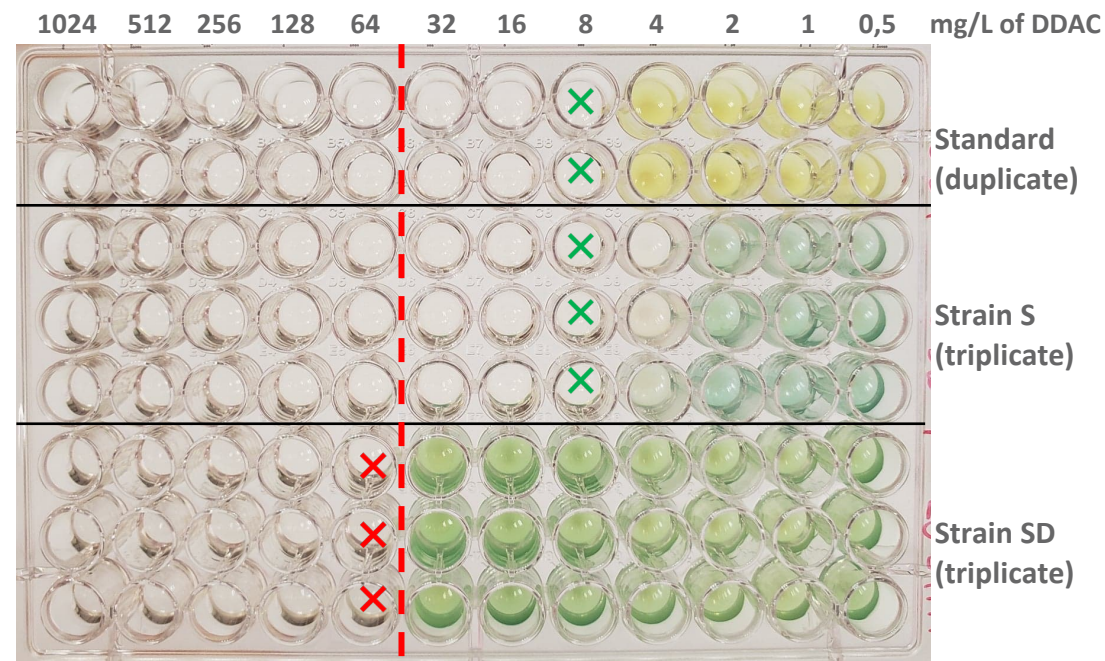 1024 512 256 128 64 32 16 8 4 2 1 0,5 mg/L of DDAC
Standard
(duplicate)
Strain S
(triplicate)
Strain SD
(triplicate)